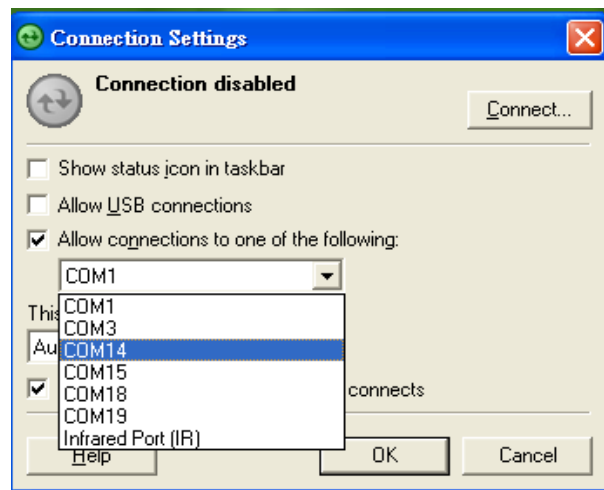 Connection Settings
Connection disabled
Connect...
Show status icon in taskbar
Allow USB connections
Allow connections to one of the following:
COM1
COM1
This
COM3
Au
COM14
COM15
COM18
connects
COM19
Infrared Port (IR)
Help
OK
Cancel